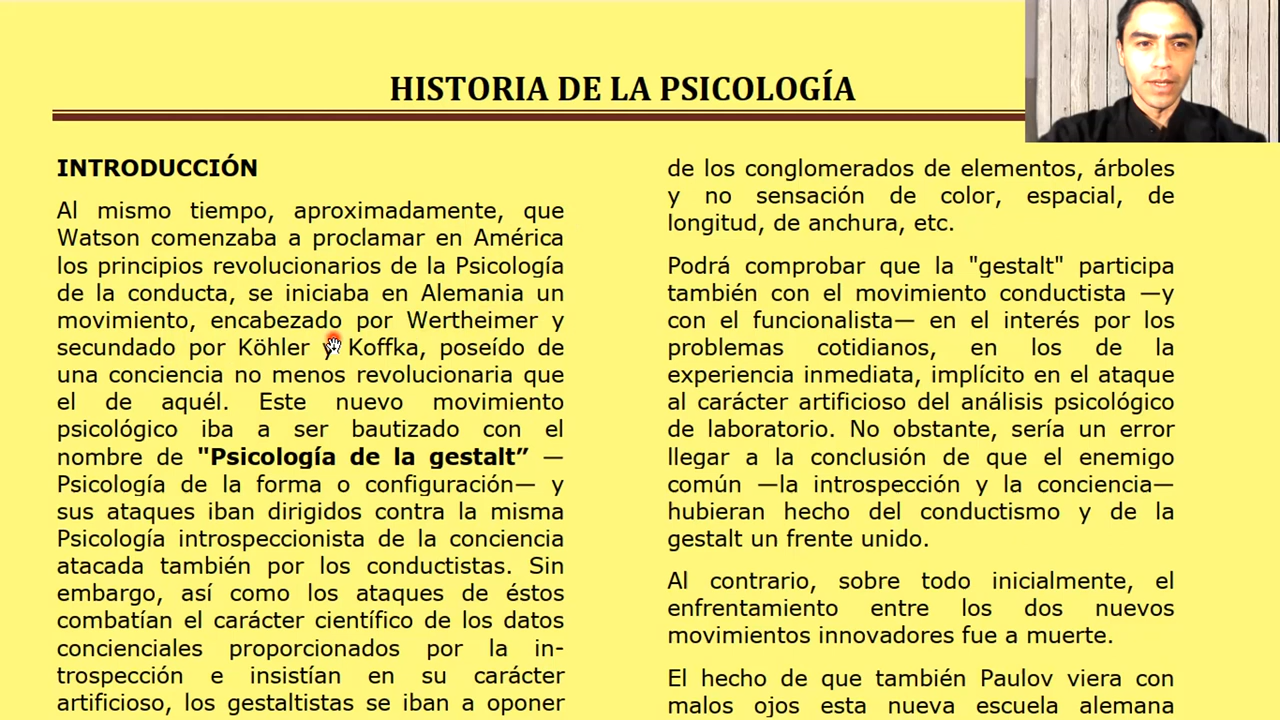 HISTORIA DE LA PSICOLOGÍA
INTRODUCCIÓN
Al mismo tiempo, aproximadamente, que
Watson comenzaba a proclamar en América
los principios revolucionarios de la Psicología
de la conducta, se iniciaba en Alemania un
movimiento, encabezado por Wertheimer y
secundado por Köhler y Koffka, poseído de
una conciencia no menos revolucionaria que
el de aquél. Este nuevo movimiento
psicológico iba a ser bautizado con el
nombre de "Psicología de la gestalt” —
Psicología de la forma o configuración— y
sus ataques iban dirigidos contra la misma
Psicología introspeccionista de la conciencia
atacada también por los conductistas. Sin
embargo, así como los ataques de éstos
combatían el carácter científico de los datos
concienciales proporcionados por la in-
trospección e insistían en su carácter
artificioso, los gestaltistas se iban a oponer
de los conglomerados de elementos, árboles
y no sensación de color, espacial, de
longitud, de anchura, etc.
Podrá comprobar que la "gestalt" participa
también con el movimiento conductista —y
con el funcionalista— en el interés por los
problemas cotidianos, en los de la
experiencia inmediata, implícito en el ataque
al carácter artificioso del análisis psicológico
de laboratorio. No obstante, sería un error
llegar a la conclusión de que el enemigo
común —la introspección y la conciencia—
hubieran hecho del conductismo y de la
gestalt un frente unido.
Al contrario, sobre todo inicialmente, el
enfrentamiento entre los dos nuevos
movimientos innovadores fue a muerte.
El hecho de que también Paulov viera con
malos ojos esta nueva escuela alemana